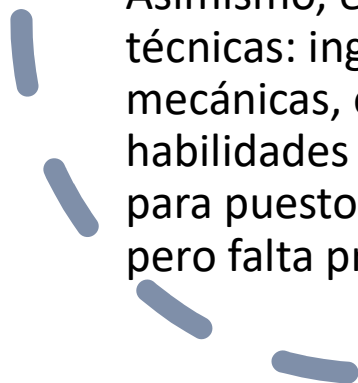 Asimismo,
técnicas: ing
mecánicas,
habilidades
para puesto
pero falta pr